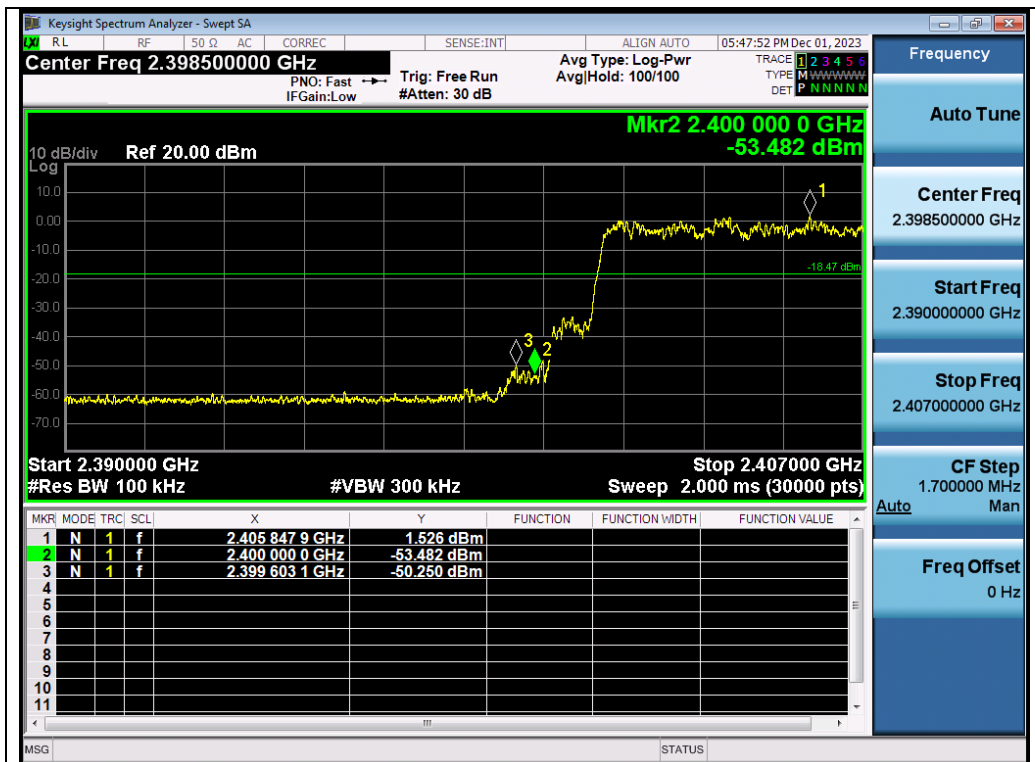 Keysight Spectrum Analyzer - Swept SA
LXI RL RF 50 Ω AC CORREC SENSE:INT ALIGN AUTO 05:47:52 PM Dec 01, 2023
Center Freq 2.398500000 GHz
PNO: Fast
IFGain:Low
Trig: Free Run
#Atten: 30 dB
Avg Type: Log-Pwr
Avg|Hold: 100/100
TRACE 1 2 3 4 5 6
TYPE M WWWWW
DET P N N N N N
Mkr2 2.400 000 0 GHz
-53.482 dBm
10 dB/div Ref 20.00 dBm
Log
10.0
0.00
-10.0
-20.0
-30.0
-40.0
-50.0
-60.0
-70.0
1
-18.47 dBm
3
2
Start 2.390000 GHz Stop 2.407000 GHz
#Res BW 100 kHz #VBW 300 kHz Sweep 2.000 ms (30000 pts)
MKR MODE TRC SCL X Y FUNCTION FUNCTION WIDTH FUNCTION VALUE
1 N 1 f 2.405 847 9 GHz 1.526 dBm
2 N 1 f 2.400 000 0 GHz -53.482 dBm
3 N 1 f 2.399 603 1 GHz -50.250 dBm
4
5
6
7
8
9
10
11
MSG STATUS
Frequency
Auto Tune
Center Freq
2.398500000 GHz
Start Freq
2.390000000 GHz
Stop Freq
2.407000000 GHz
CF Step
1.700000 MHz
Auto Man
Freq Offset
0 Hz